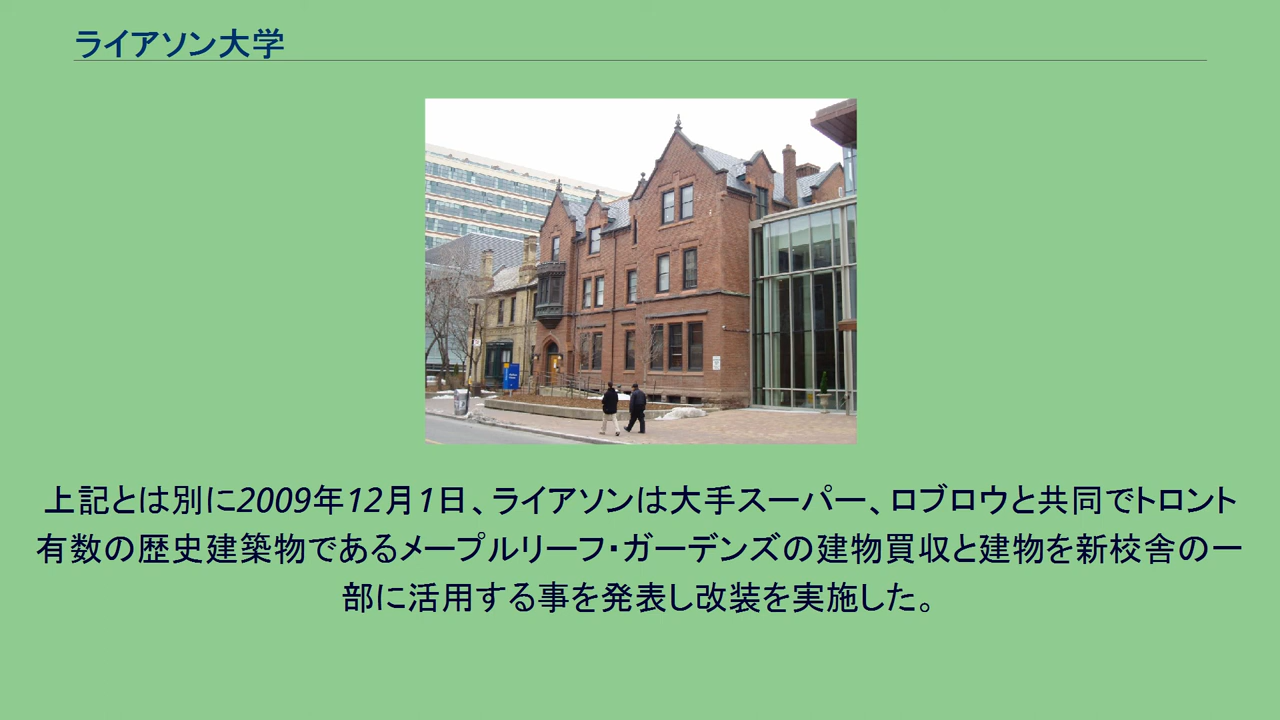 ライアソン大学
上記とは別に2009年12月1日、ライアソンは大手スーパー、ロブロウと共同でトロント
有数の歴史建築物であるメープルリーフ・ガーデンズの建物買収と建物を新校舎の一
部に活用する事を発表し改装を実施した。